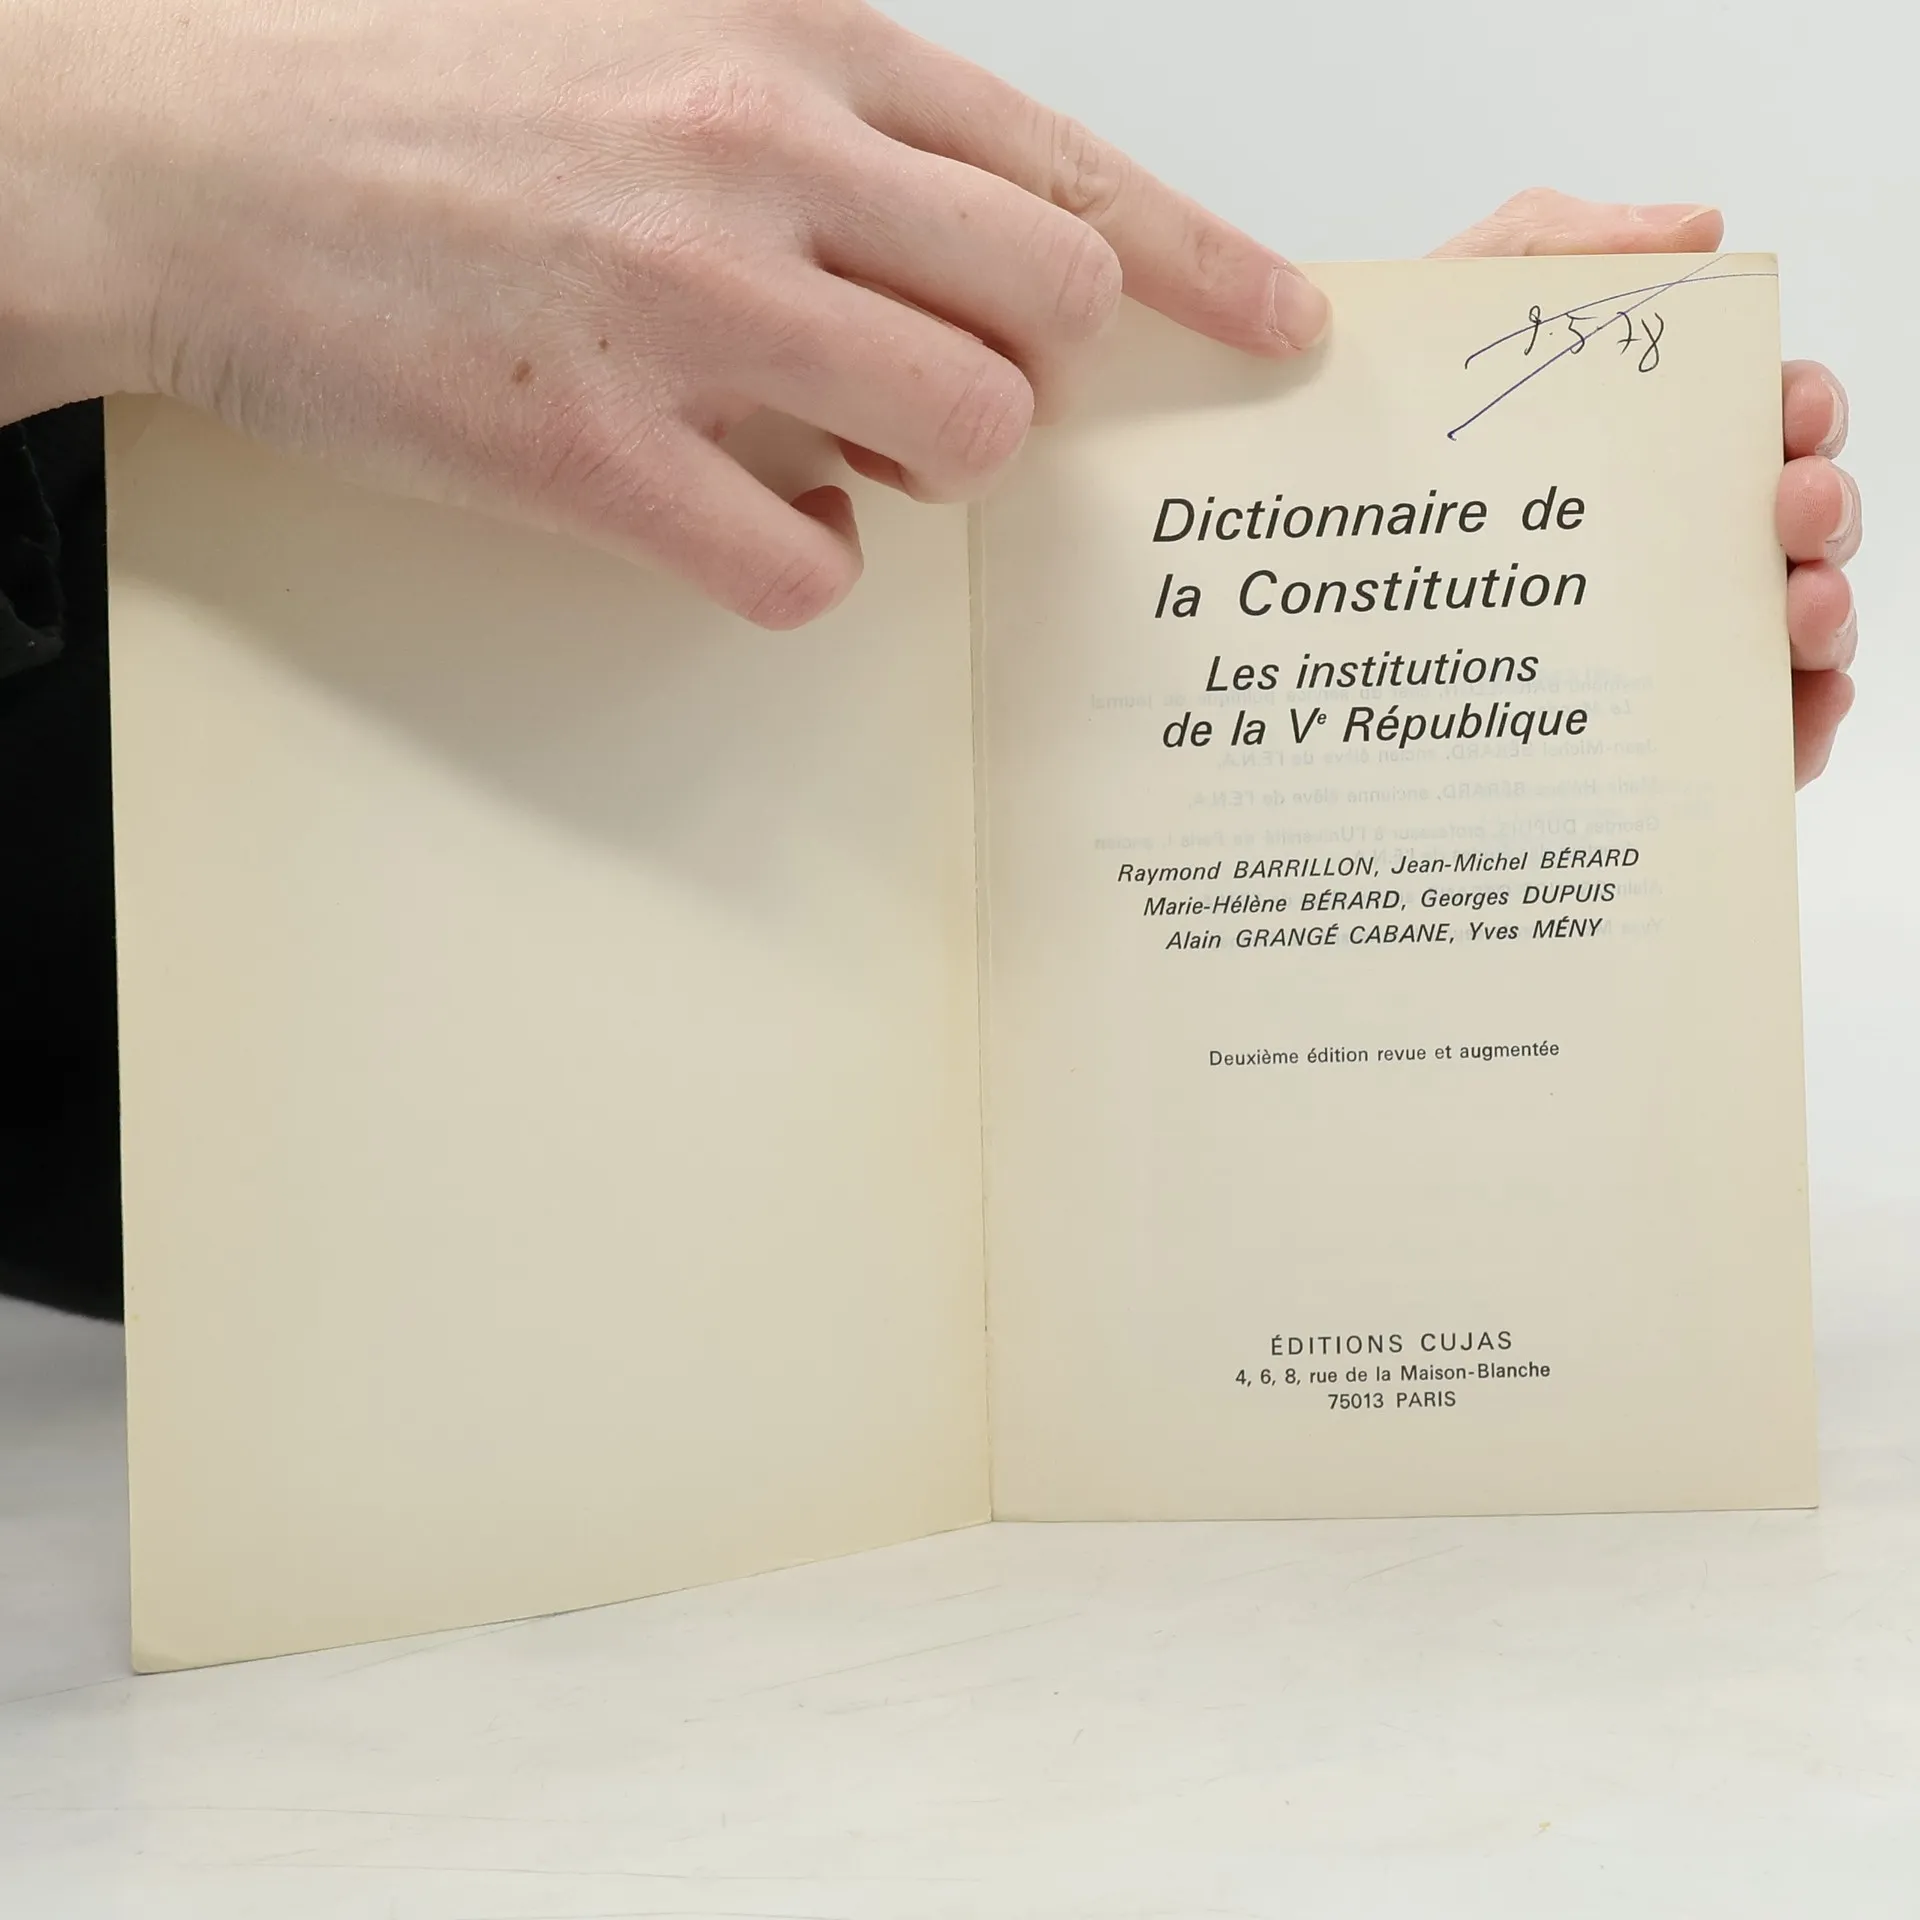 9.5.78
Dictionnaire de
la Constitution
Les institutions
de la Ve République
Raymond BARRILLON, Jean-Michel BÉRARD
Marie-Hélène BÉRARD, Georges DUPUIS
Alain GRANGÉ CABANE, Yves MÉNY
Deuxième édition revue et augmentée
ÉDITIONS CUJAS
4, 6, 8, rue de la Maison-Blanche
75013 PARIS